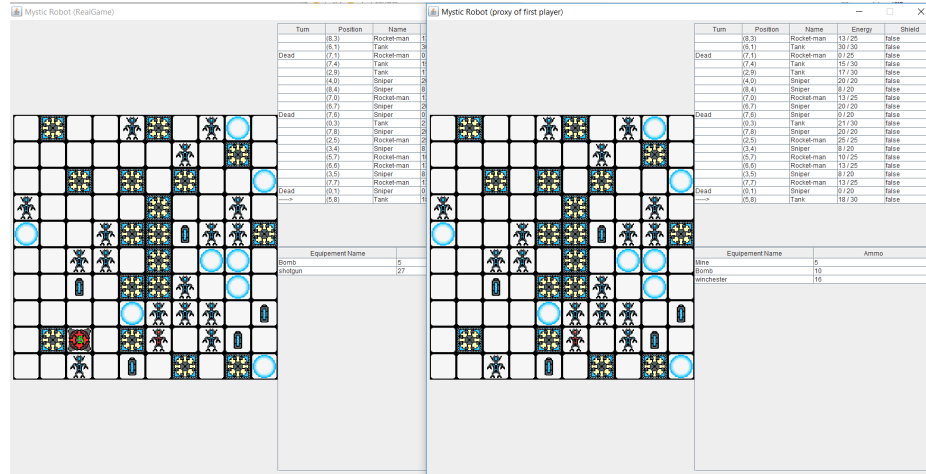 Mystic Robot (RealGame)
Turn Position Name
(8,3) Rocket-man
(6,1) Tank
Dead (7,1) Rocket-man
(7,4) Tank
(2,9) Tank
(4,0) Sniper
(8,4) Sniper
(7,0) Rocket-man
(6,7) Sniper
Dead (7,6) Sniper
(0,3) Tank
(7,8) Sniper
(2,5) Rocket-man
(3,4) Sniper
(5,7) Rocket-man
(6,6) Rocket-man
(3,5) Sniper
(7,7) Rocket-man
Dead (0,1) Sniper
-----> (5,8) Tank
Equipement Name
Bomb 5
shotgun 27
6
Mystic Robot (proxy of first player)
Turn Position Name Energy Shield
(8,3) Rocket-man 13 / 25 false
(6,1) Tank 30 / 30 false
Dead (7,1) Rocket-man 0 / 25 false
(7,4) Tank 15 / 30 false
(2,9) Tank 17 / 30 false
(4,0) Sniper 20 / 20 false
(8,4) Sniper 8 / 20 false
(7,0) Rocket-man 13 / 25 false
(6,7) Sniper 20 / 20 false
Dead (7,6) Sniper 0 / 20 false
(0,3) Tank 21 / 30 false
(7,8) Sniper 20 / 20 false
(2,5) Rocket-man 25 / 25 false
(3,4) Sniper 8 / 20 false
(5,7) Rocket-man 10 / 25 false
(6,6) Rocket-man 13 / 25 false
(3,5) Sniper 8 / 20 false
(7,7) Rocket-man 13 / 25 false
Dead (0,1) Sniper 0 / 20 false
-----> (5,8) Tank 18 / 30 false
Equipement Name Ammo
Mine 5
Bomb 10
winchester 16